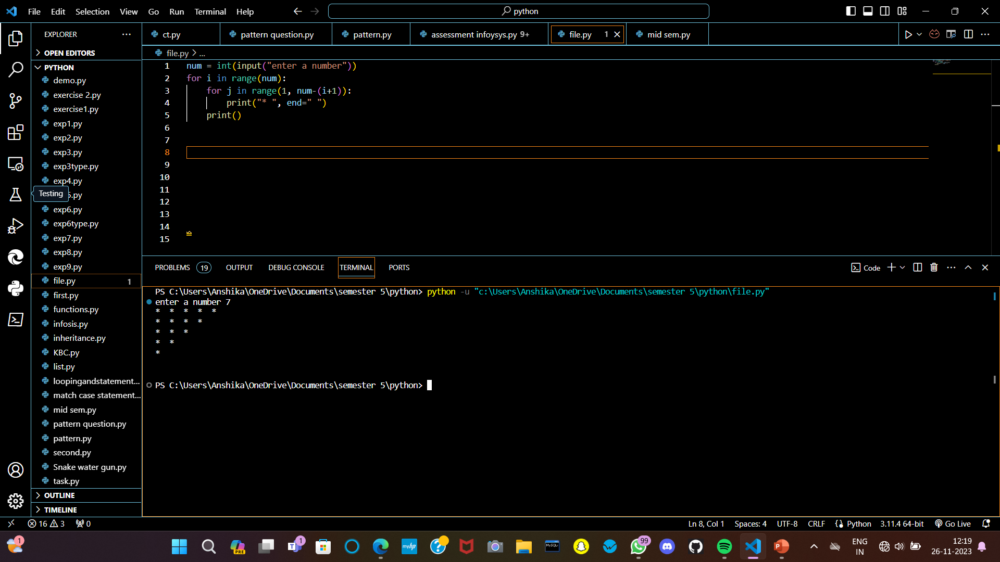 File Edit Selection View Go Run Terminal Help
python
EXPLORER
OPEN EDITORS
PYTHON
demo.py
exercise 2.py
exercise1.py
exp1.py
exp2.py
exp3.py
exp3type.py
exp4.py
Testing
5.py
exp6.py
exp6type.py
exp7.py
exp8.py
exp9.py
file.py 1
first.py
functions.py
infosis.py
inheritance.py
KBC.py
list.py
loopingandstatement...
match case statement...
mid sem.py
pattern question.py
pattern.py
second.py
Snake water gun.py
task.py
OUTLINE
TIMELINE
ct.py pattern question.py pattern.py assessment infoysys.py 9+ file.py 1 mid sem.py
file.py > ...
1 num = int(input("enter a number"))
2 for i in range(num):
3 for j in range(1, num-(i+1)):
4 print("* ", end=" ")
5 print()
6
7
8
9
10
11
12
13
14
15
PROBLEMS 19 OUTPUT DEBUG CONSOLE TERMINAL PORTS
Code
PS C:\Users\Anshika\OneDrive\Documents\semester 5\python> python -u "c:\Users\Anshika\OneDrive\Documents\semester 5\python\file.py"
enter a number 7
* * * * *
* * * *
* * *
* *
*
PS C:\Users\Anshika\OneDrive\Documents\semester 5\python>
16 3 0
Ln 8, Col 1 Spaces: 4 UTF-8 CRLF {} Python 3.11.4 64-bit Go Live
1
PRE
1
myhp
MySQL
99
ENG
IN
12:19
26-11-2023